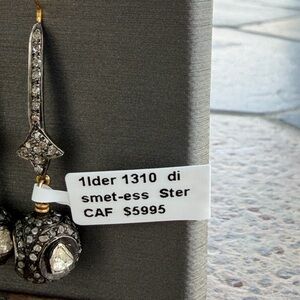 1lder 1310 di
smet-ess Ster
CAF $5995